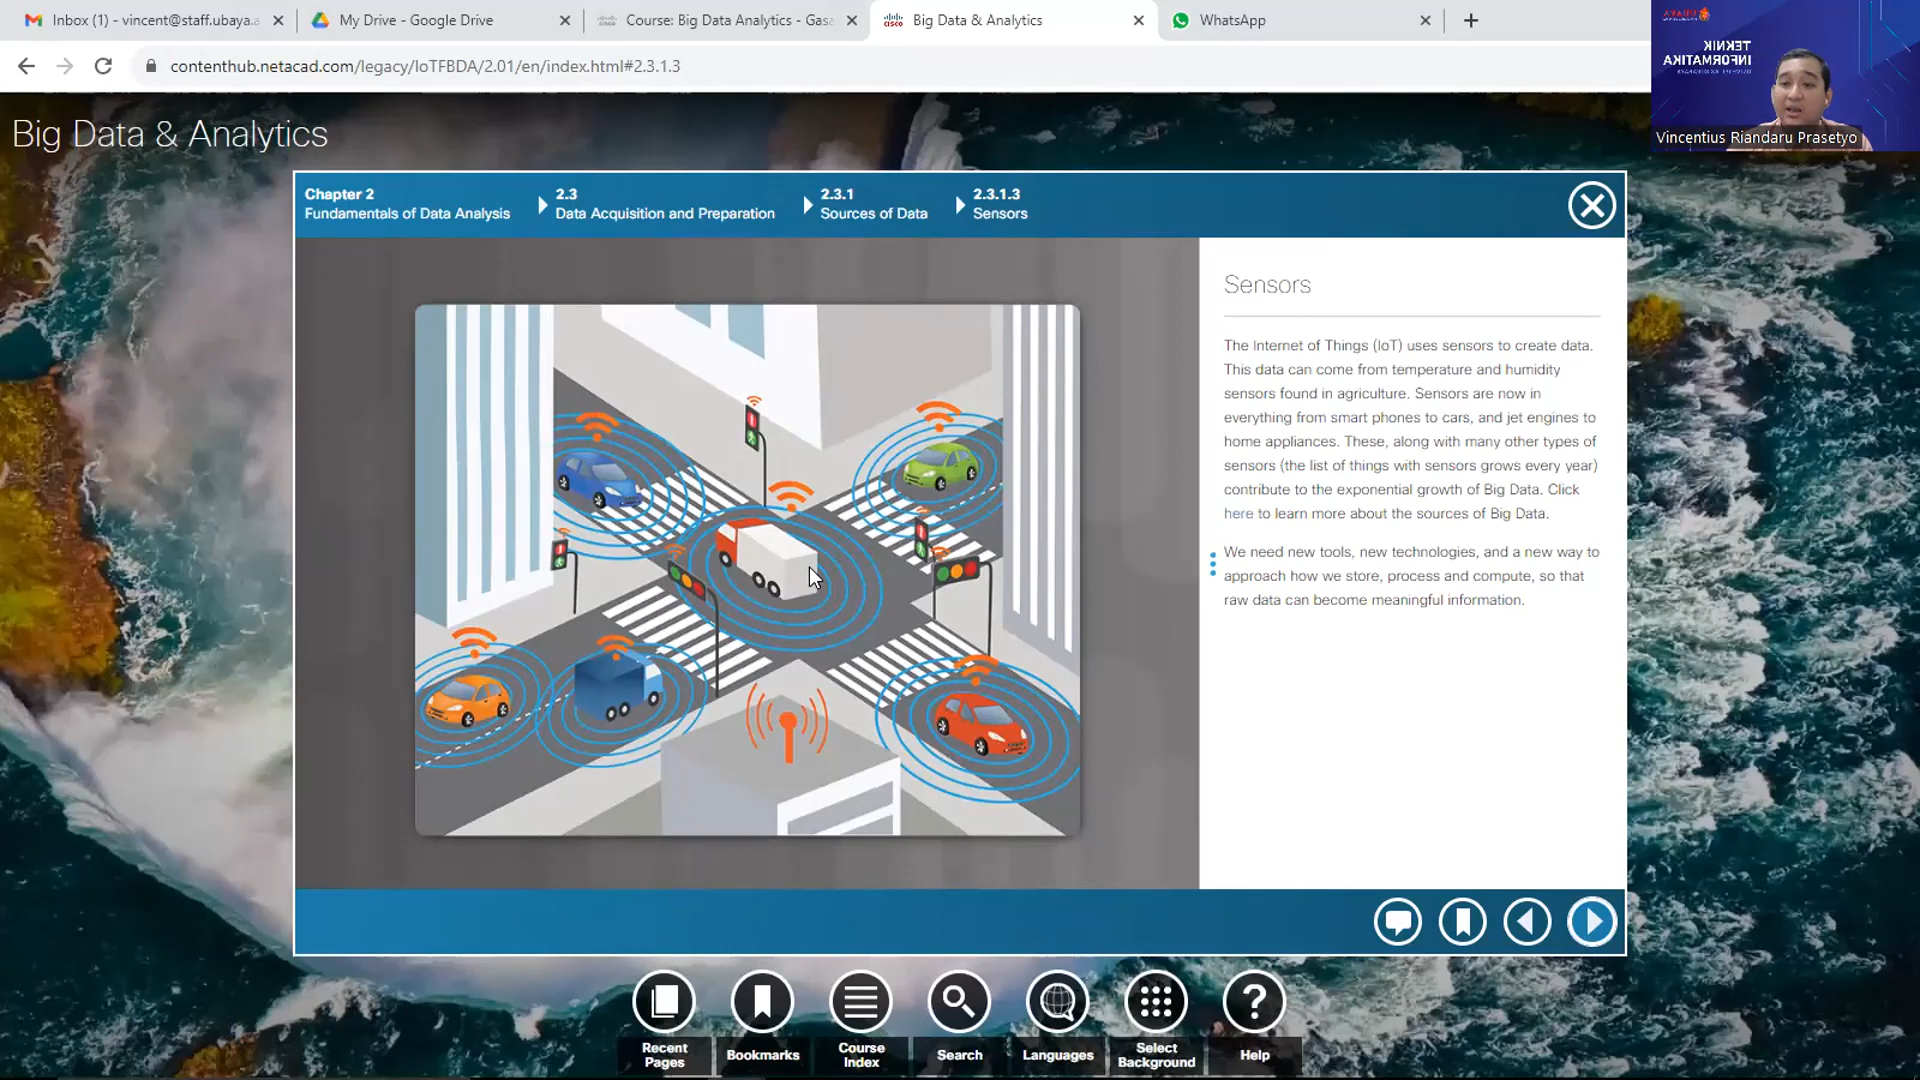 Inbox (1) - vincent@staff.ubaya.a
My Drive - Google Drive
Course: Big Data Analytics - Gasa
Big Data & Analytics
WhatsApp
contenthub.netacad.com/legacy/IoTFBDA/2.01/en/index.html#2.3.1.3
TEKNIK
INFORMATIKA
Vincentius Riandaru Prasetyo
Big Data & Analytics
Chapter 2
Fundamentals of Data Analysis
2.3
Data Acquisition and Preparation
2.3.1
Sources of Data
2.3.1.3
Sensors
Sensors
The Internet of Things (IoT) uses sensors to create data.
This data can come from temperature and humidity
sensors found in agriculture. Sensors are now in
everything from smart phones to cars, and jet engines to
home appliances. These, along with many other types of
sensors (the list of things with sensors grows every year)
contribute to the exponential growth of Big Data. Click
here to learn more about the sources of Big Data.
We need new tools, new technologies, and a new way to
approach how we store, process and compute, so that
raw data can become meaningful information.
Recent
Pages
Bookmarks
Course
Index
Search
Languages
Select
Background
Help